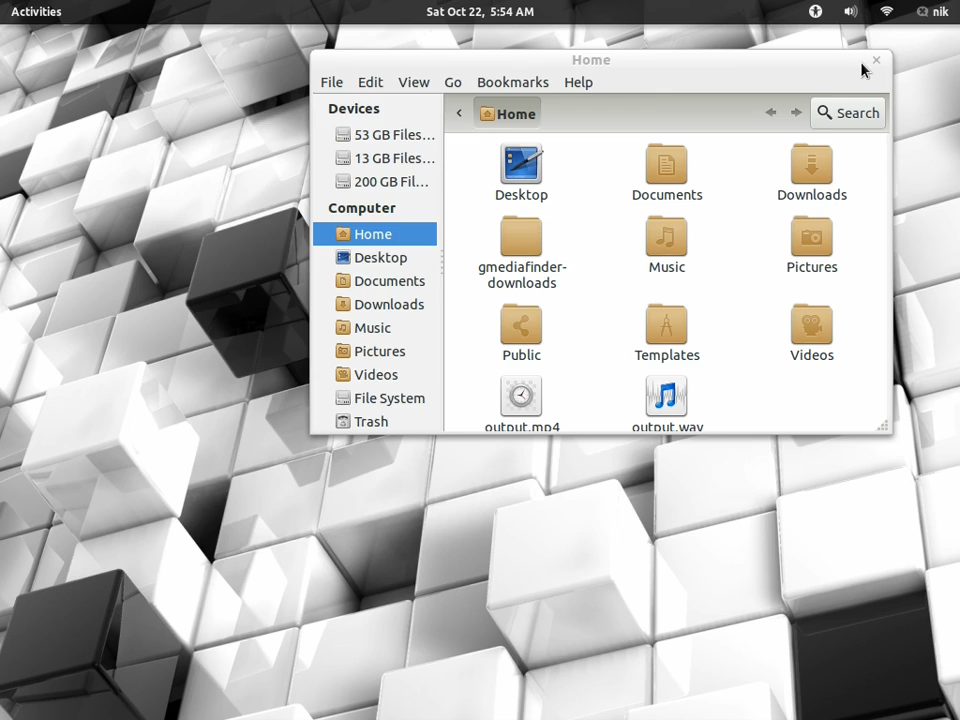 Activities
Sat Oct 22, 5:54 AM
nik
Home
File Edit View Go Bookmarks Help
Devices
53 GB Files...
13 GB Files...
200 GB Fil...
Computer
Home
Desktop
Documents
Downloads
Music
Pictures
Videos
File System
Trash
Home
Search
Desktop
Documents
Downloads
gmediafinder-
downloads
Music
Pictures
Public
Templates
Videos
output.mp4
output.wav